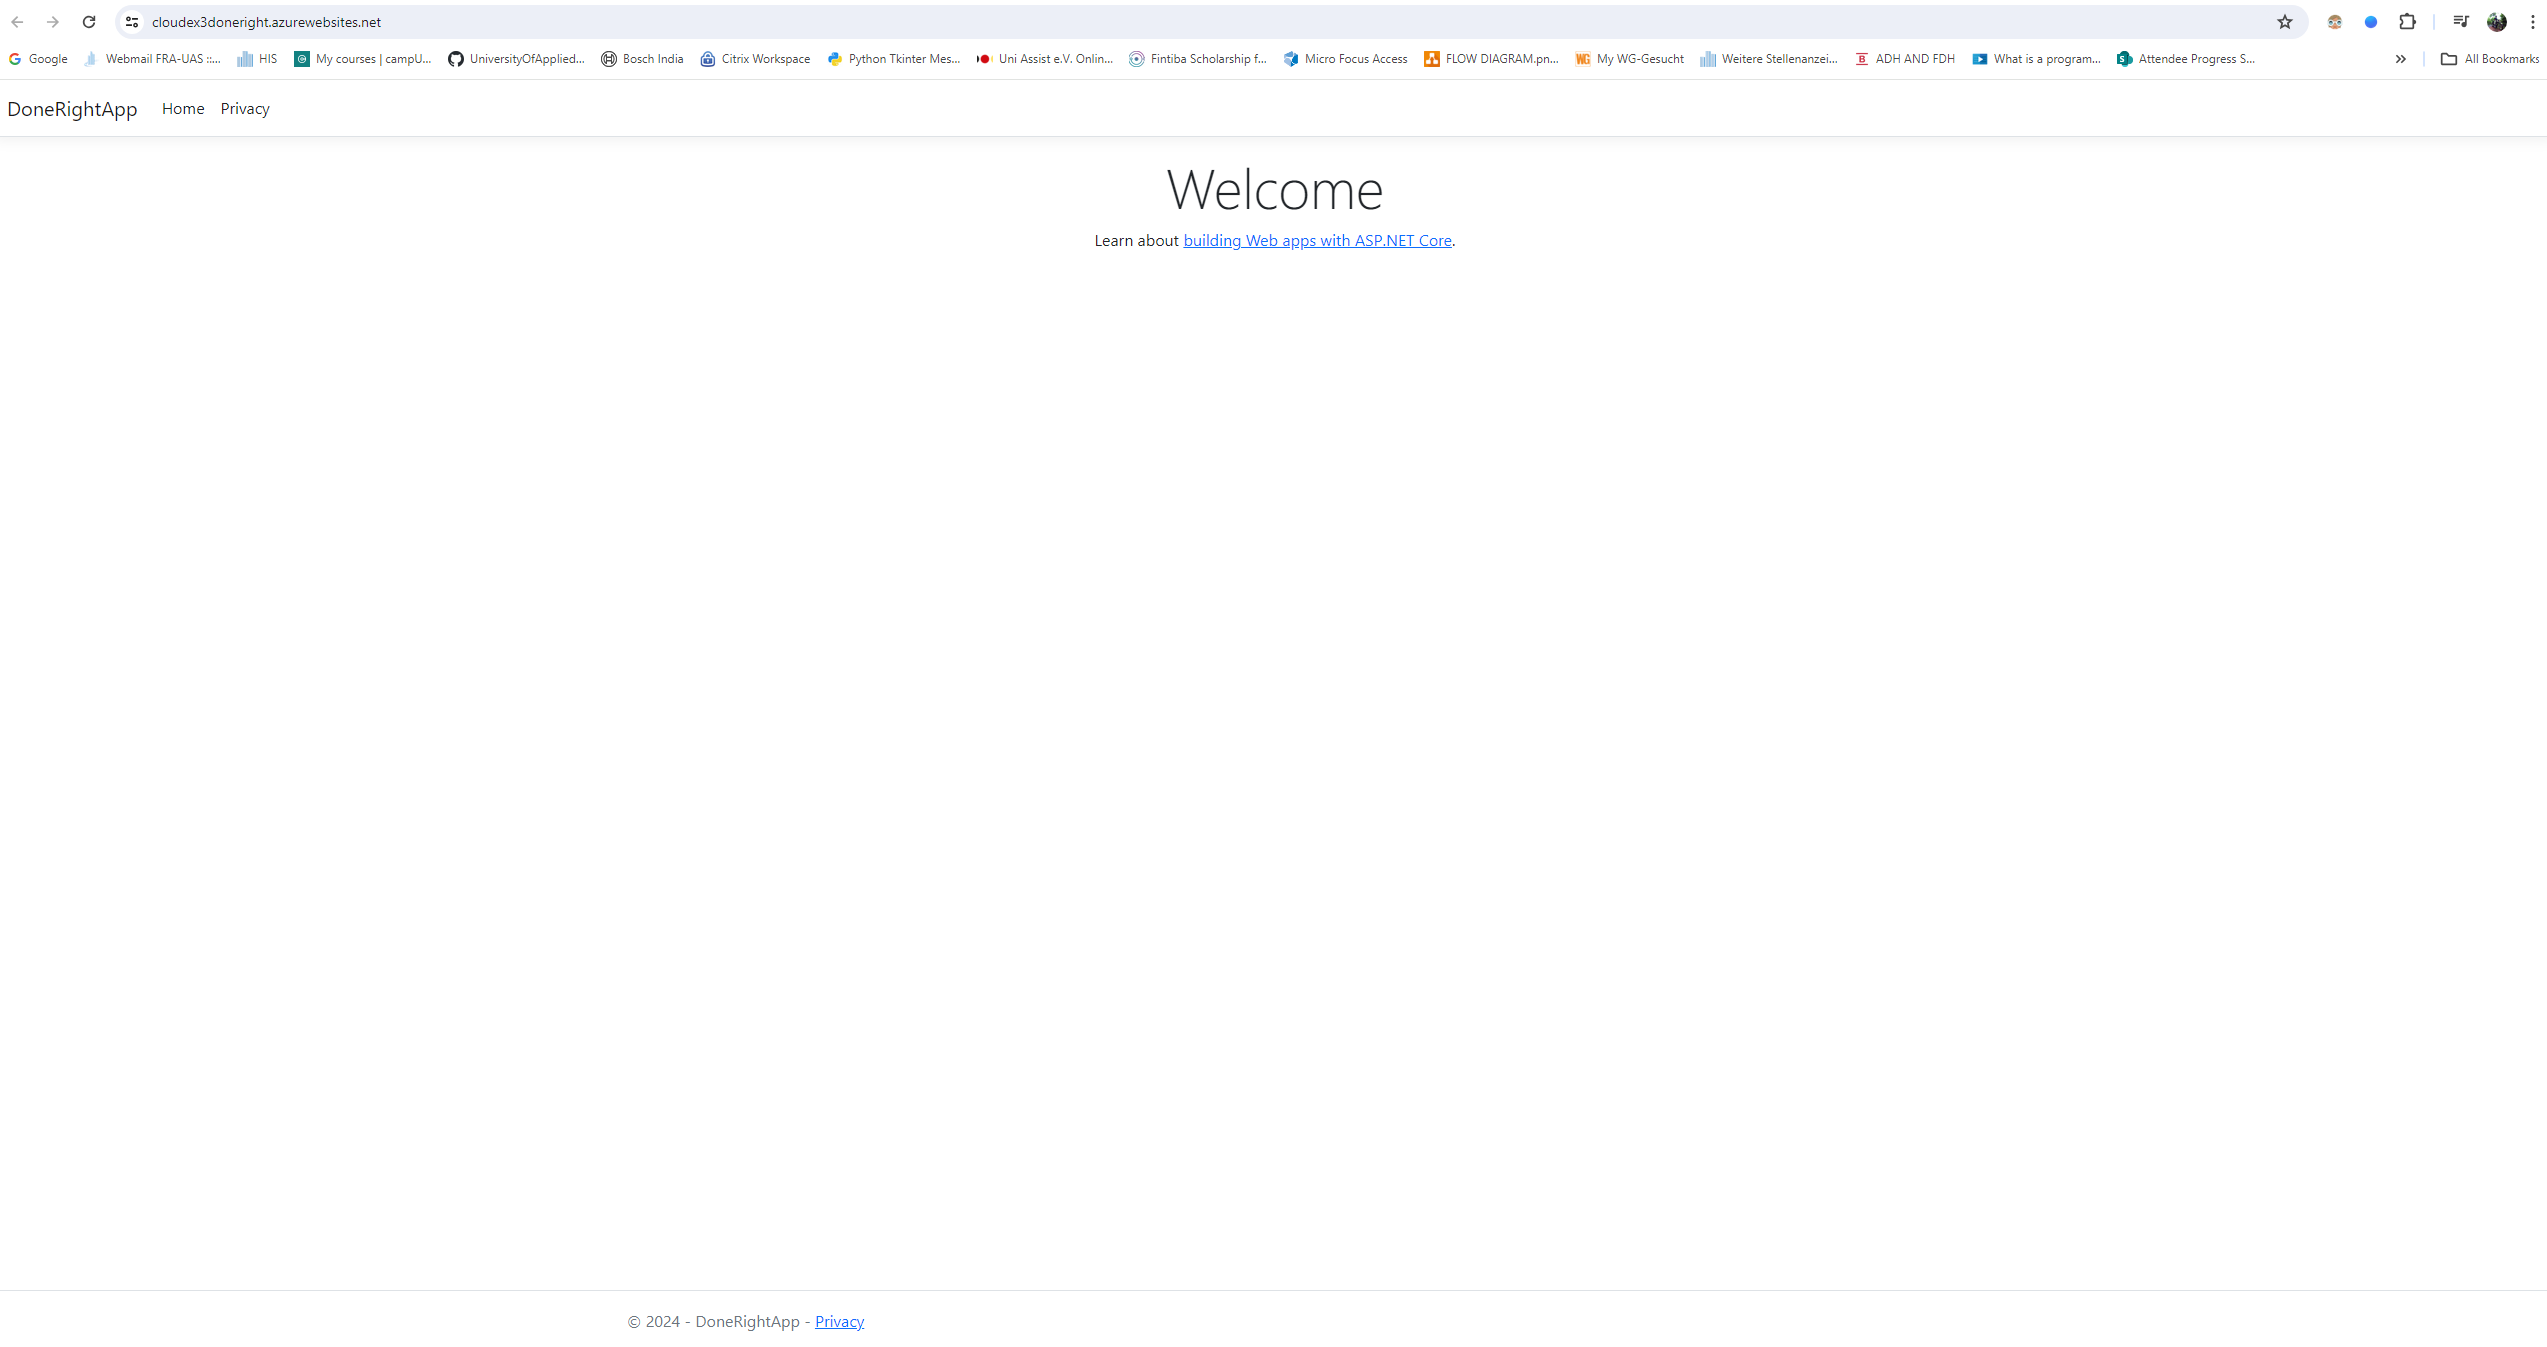 cloudex3doneright.azurewebsites.net
Google Webmail FRA-UAS ::... HIS My courses | campU... UniversityOfApplied... Bosch India Citrix Workspace Python Tkinter Mes... Uni Assist e.V. Onlin... Fintiba Scholarship f... Micro Focus Access FLOW DIAGRAM.pn... WG My WG-Gesucht Weitere Stellenanzei... ADH AND FDH What is a program... Attendee Progress S... All Bookmarks
DoneRightApp Home Privacy
Welcome
Learn about building Web apps with ASP.NET Core.
© 2024 - DoneRightApp - Privacy